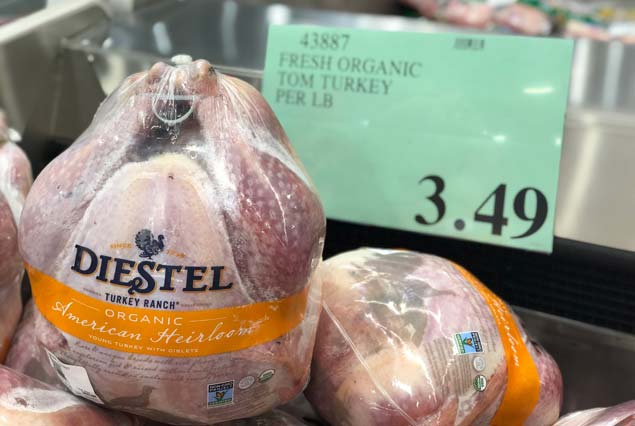 43887
FRESH ORGANIC
TOM TURKEY
PER LB
3.49
SINCE
DIESTEL
TURKEY RANCH
ORGANIC
American Heirloom
YOUNG TURKEY WITH GIBLETS